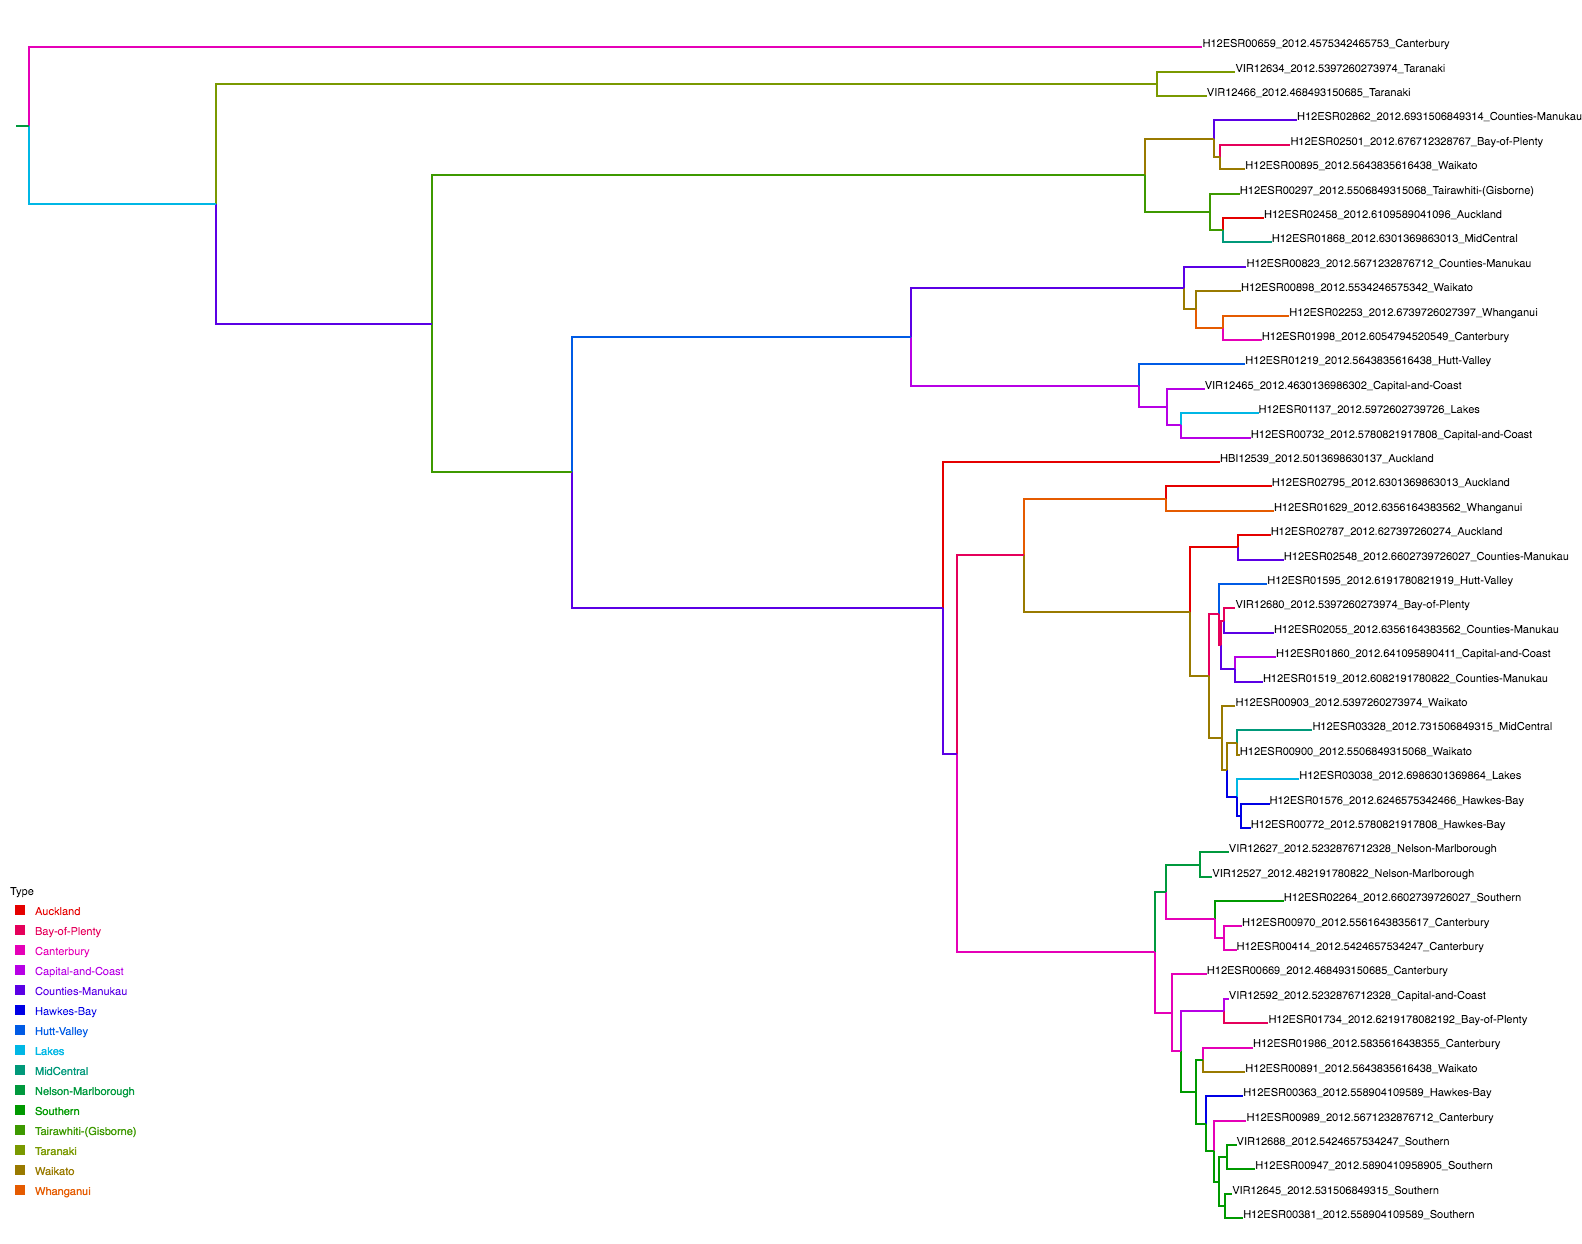 H12ESR00659_2012.4575342465753_Canterbury
VIR12634_2012.5397260273974_Taranaki
VIR12466_2012.468493150685_Taranaki
H12ESR02862_2012.6931506849314_Counties-Manukau
H12ESR02501_2012.676712328767_Bay-of-Plenty
H12ESR00895_2012.5643835616438_Waikato
H12ESR00297_2012.5506849315068_Tairawhiti-(Gisborne)
H12ESR02458_2012.6109589041096_Auckland
H12ESR01868_2012.6301369863013_MidCentral
H12ESR00823_2012.5671232876712_Counties-Manukau
H12ESR00898_2012.5534246575342_Waikato
H12ESR02253_2012.6739726027397_Whanganui
H12ESR01998_2012.6054794520549_Canterbury
H12ESR01219_2012.5643835616438_Hutt-Valley
VIR12465_2012.4630136986302_Capital-and-Coast
H12ESR01137_2012.5972602739726_Lakes
H12ESR00732_2012.5780821917808_Capital-and-Coast
HBI12539_2012.5013698630137_Auckland
H12ESR02795_2012.6301369863013_Auckland
H12ESR01629_2012.6356164383562_Whanganui
H12ESR02787_2012.627397260274_Auckland
H12ESR02548_2012.6602739726027_Counties-Manukau
H12ESR01595_2012.6191780821919_Hutt-Valley
VIR12680_2012.5397260273974_Bay-of-Plenty
H12ESR02055_2012.6356164383562_Counties-Manukau
H12ESR01860_2012.641095890411_Capital-and-Coast
H12ESR01519_2012.6082191780822_Counties-Manukau
H12ESR00903_2012.5397260273974_Waikato
H12ESR03328_2012.731506849315_MidCentral
H12ESR00900_2012.5506849315068_Waikato
H12ESR03038_2012.6986301369864_Lakes
H12ESR01576_2012.6246575342466_Hawkes-Bay
H12ESR00772_2012.5780821917808_Hawkes-Bay
VIR12627_2012.5232876712328_Nelson-Marlborough
VIR12527_2012.482191780822_Nelson-Marlborough
H12ESR02264_2012.6602739726027_Southern
H12ESR00970_2012.5561643835617_Canterbury
H12ESR00414_2012.5424657534247_Canterbury
H12ESR00669_2012.468493150685_Canterbury
VIR12592_2012.5232876712328_Capital-and-Coast
H12ESR01734_2012.6219178082192_Bay-of-Plenty
H12ESR01986_2012.5835616438355_Canterbury
H12ESR00891_2012.5643835616438_Waikato
H12ESR00363_2012.558904109589_Hawkes-Bay
H12ESR00989_2012.5671232876712_Canterbury
VIR12688_2012.5424657534247_Southern
H12ESR00947_2012.5890410958905_Southern
VIR12645_2012.531506849315_Southern
H12ESR00381_2012.558904109589_Southern
Type
Auckland
Bay-of-Plenty
Canterbury
Capital-and-Coast
Counties-Manukau
Hawkes-Bay
Hutt-Valley
Lakes
MidCentral
Nelson-Marlborough
Southern
Tairawhiti-(Gisborne)
Taranaki
Waikato
Whanganui